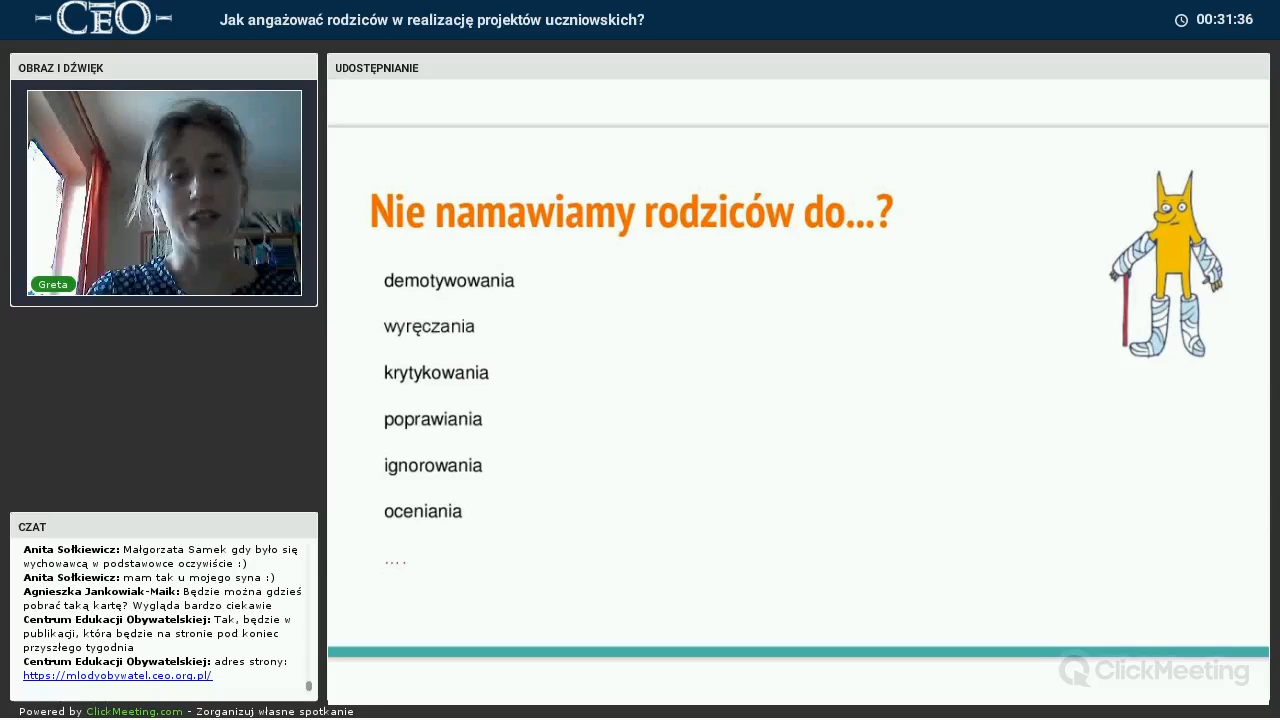 CEO
Jak angażować rodziców w realizację projektów uczniowskich?
00:31:36
OBRAZ I DŹWIĘK
Greta
UDOSTĘPNIANIE
Nie namawiamy rodziców do...?
demotywowania
wyręczania
krytykowania
poprawiania
ignorowania
oceniania
....
CZAT
Anita Sołkiewicz: Małgorzata Samek gdy było się
wychowawcą w podstawowce oczywiście :)
Anita Sołkiewicz: mam tak u mojego syna :)
Agnieszka Jankowiak-Maik: Będzie można gdzieś
pobrać taką kartę? Wygląda bardzo ciekawie
Centrum Edukacji Obywatelskiej: Tak, będzie w
publikacji, która będzie na stronie pod koniec
przyszłego tygodnia
Centrum Edukacji Obywatelskiej: adres strony:
https://mlodyobywatel.ceo.org.pl/
ClickMeeting
Powered by ClickMeeting.com - Zorganizuj własne spotkanie